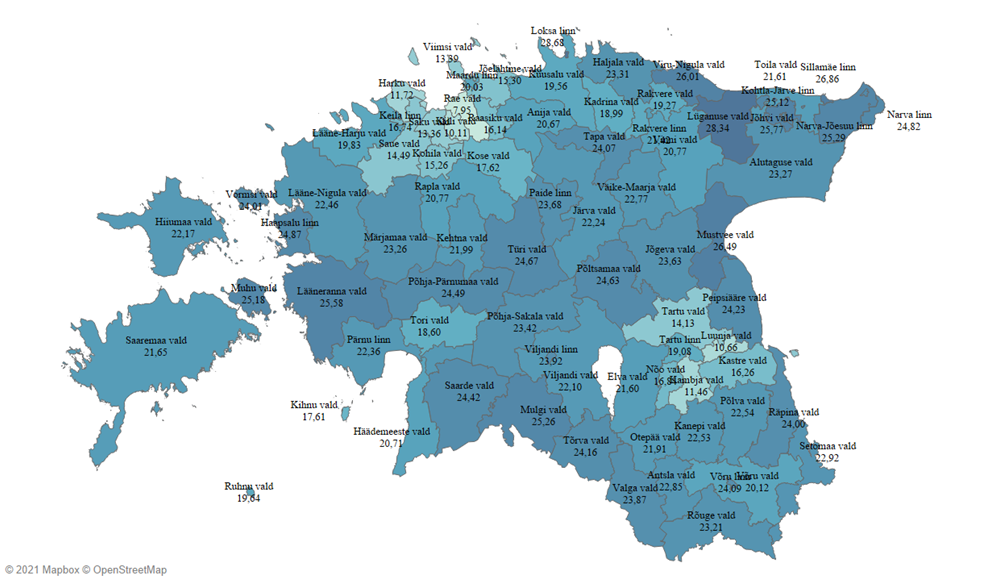 Loksa linn
28,68
Viimsi vald
13,39
Jõelähtme vald
15,30
Maardu linn
20,03
Kuusalu vald
19,56
Haljala vald
23,31
Viru-Nigula vald
26,01
Toila vald
21,61
Sillamäe linn
26,86
Harku vald
11,72
Rae vald
7,95
Kadrina vald
18,99
Rakvere vald
19,27
Kohtla-Järve linn
25,12
Narva linn
24,82
Keila linn
Saku vald
13,36
10,11
Raasiku vald
16,14
Anija vald
20,67
Lüganuse vald
28,34
Jõhvi vald
25,77
Narva-Jõesuu linn
25,29
Lääne-Harju vald
19,83
Saue vald
14,49
Kohila vald
15,26
Kose vald
17,62
Tapa vald
24,07
Rakvere linn
20,77
Alutaguse vald
23,27
Vormsi vald
24,01
Lääne-Nigula vald
22,46
Rapla vald
20,77
Paide linn
23,68
Väike-Maarja vald
22,77
Hiiumaa vald
22,17
Haapsalu linn
24,87
Järva vald
22,24
Märjamaa vald
23,26
Kehtna vald
21,99
Türi vald
24,67
Jõgeva vald
23,63
Mustvee vald
26,49
Muhu vald
25,18
Lääneranna vald
25,58
Põhja-Pärnumaa vald
24,49
Põltsamaa vald
24,63
Peipsiääre vald
24,23
Saaremaa vald
21,65
Pärnu linn
22,36
Tori vald
18,60
Põhja-Sakala vald
23,42
Tartu vald
14,13
Luunja vald
10,66
Viljandi linn
23,92
Tartu linn
19,08
Kastre vald
16,26
Saarde vald
24,42
Viljandi vald
22,10
Elva vald
21,60
Nõo vald
Kambja vald
11,46
Kihnu vald
17,61
Häädemeeste vald
20,71
Mulgi vald
25,26
Põlva vald
22,54
Räpina vald
24,00
Tõrva vald
24,16
Otepää vald
21,91
Kanepi vald
22,53
Setomaa vald
22,92
Ruhnu vald
19,64
Valga vald
23,87
Antsla vald
22,85
Võru linn
24,09
Võru vald
20,12
Rõuge vald
23,21
© 2021 Mapbox © OpenStreetMap